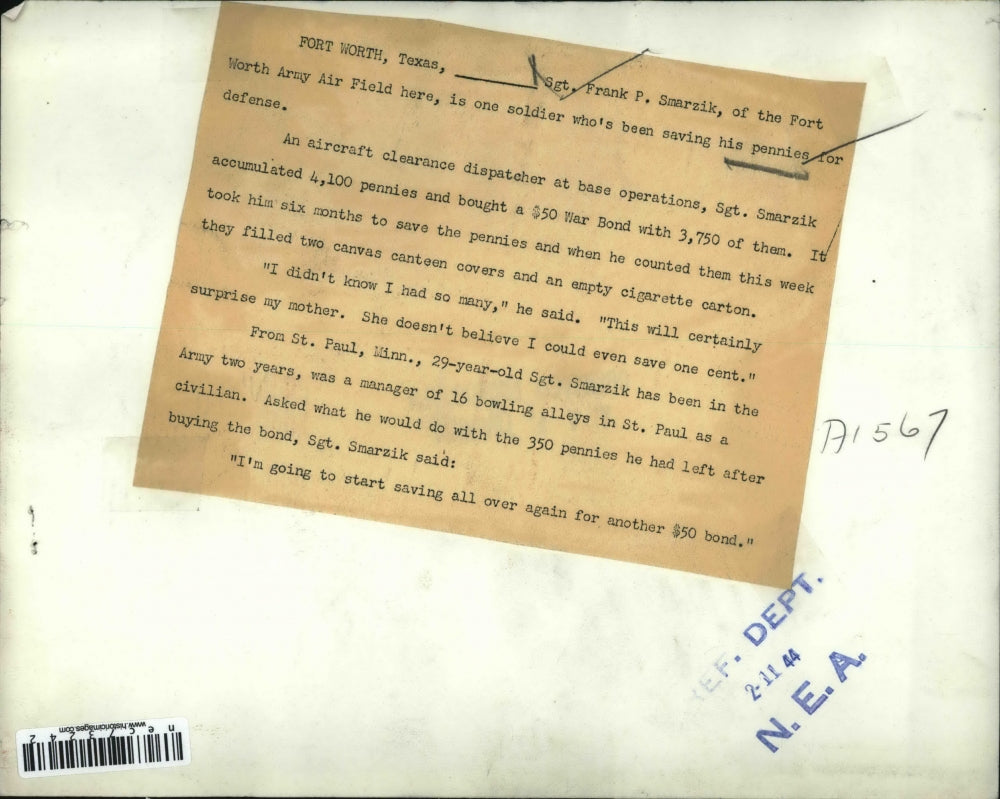 FORT WORTH, Texas, ________ Sgt. Frank P. Smarzik, of the Fort
Worth Army Air Field here, is one soldier who's been saving his pennies for
defense.
An aircraft clearance dispatcher at base operations, Sgt. Smarzik
accumulated 4,100 pennies and bought a $50 War Bond with 3,750 of them. It
took him six months to save the pennies and when he counted them this week
they filled two canvas canteen covers and an empty cigarette carton.
"I didn't know I had so many," he said. "This will certainly
surprise my mother. She doesn't believe I could even save one cent."
From St. Paul, Minn., 29-year-old Sgt. Smarzik has been in the
Army two years, was a manager of 16 bowling alleys in St. Paul as a
civilian. Asked what he would do with the 350 pennies he had left after
buying the bond, Sgt. Smarzik said:
"I'm going to start saving all over again for another $50 bond."
A1567
REF. DEPT.
2-11 44
N. E. A.
www.historicimages.com